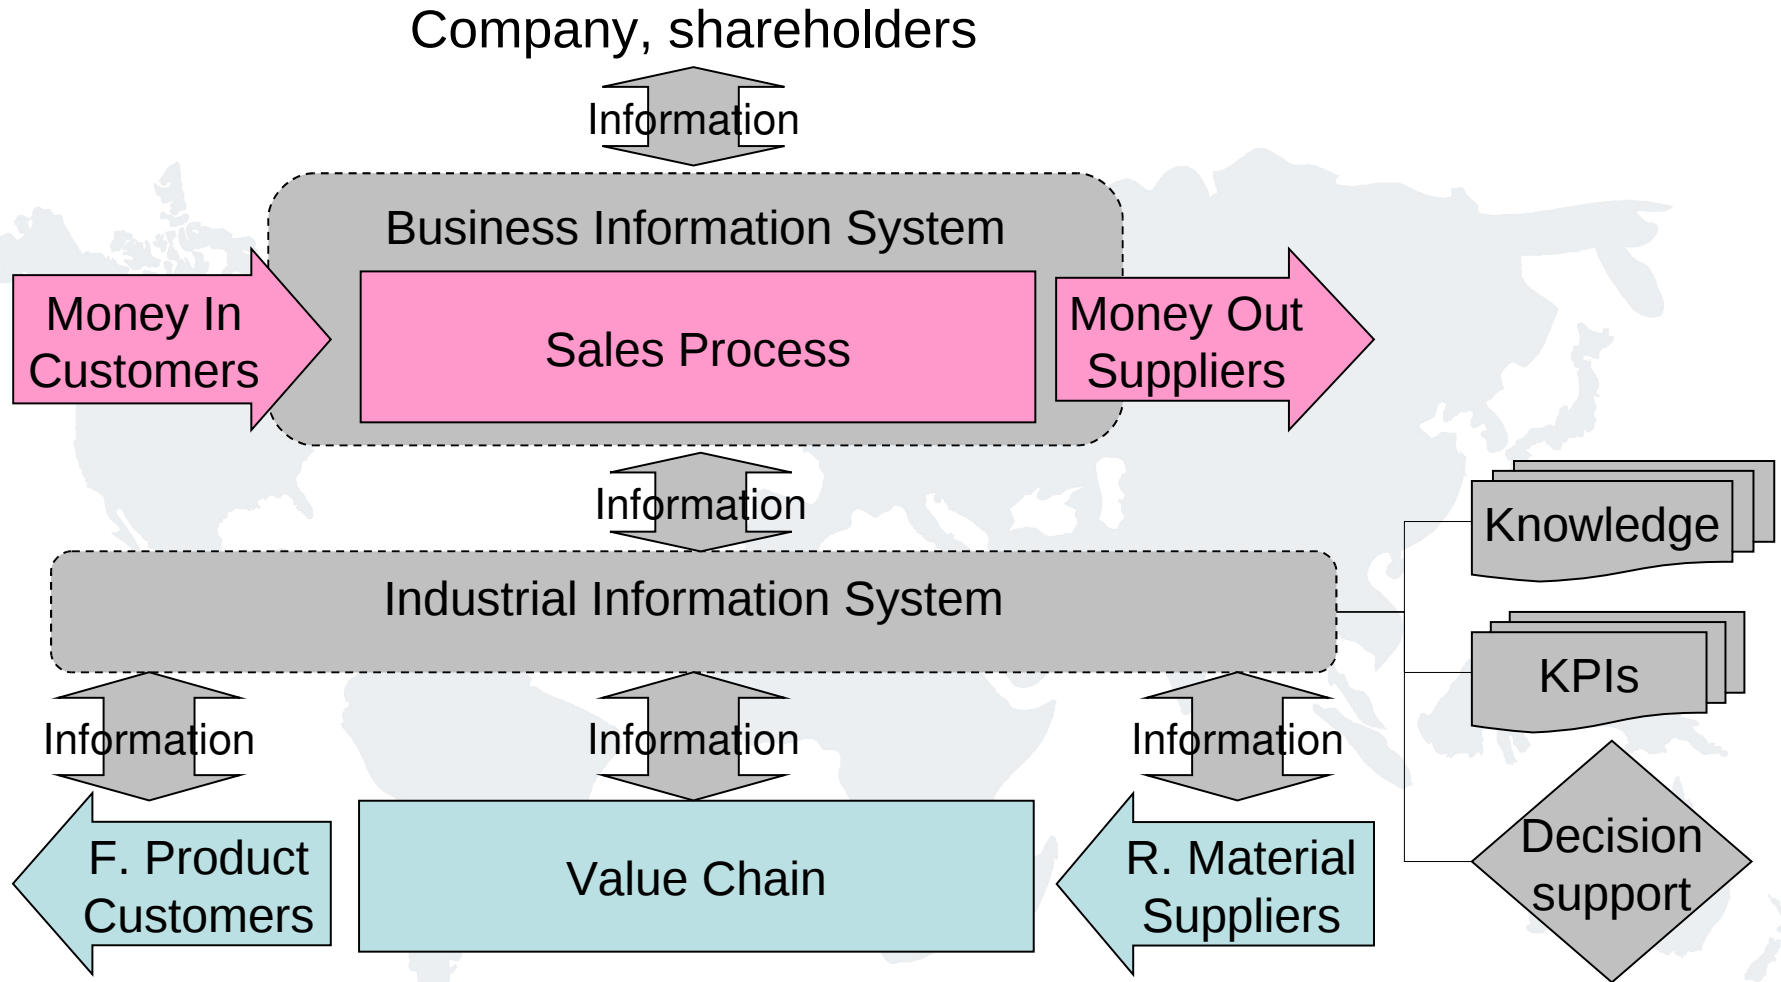 Company, shareholders
Information
Business Information System
Money In
Customers
Sales Process
Money Out
Suppliers
Information
Industrial Information System
Knowledge
KPIs
Information
Information
Information
F. Product
Customers
Value Chain
R. Material
Suppliers
Decision
support